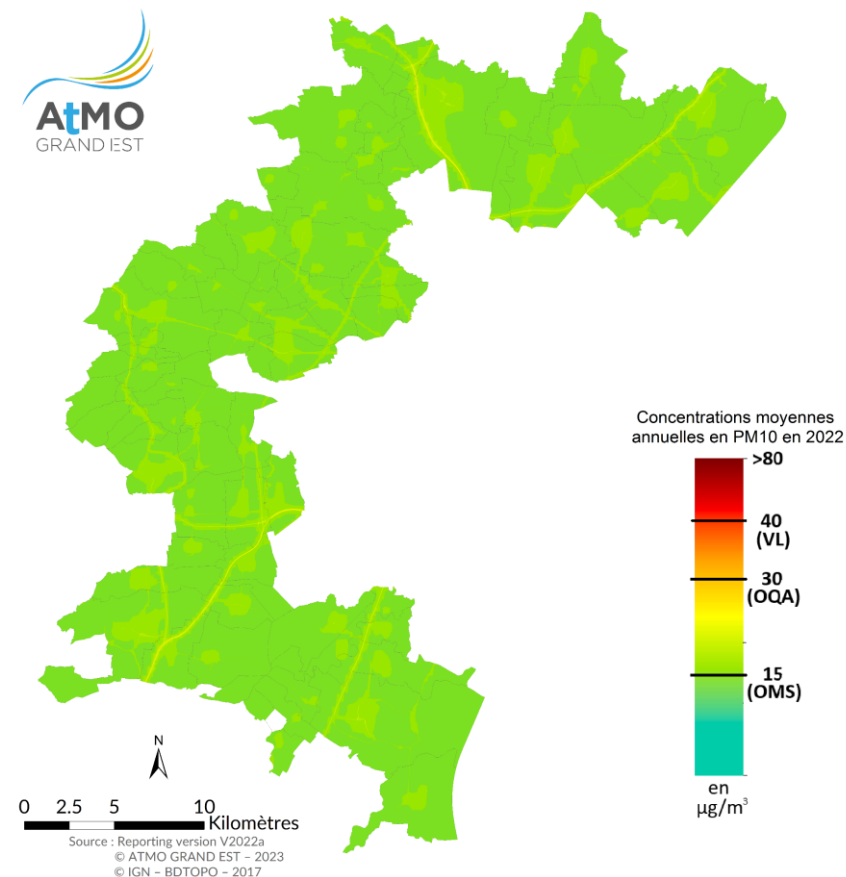 AtMO
GRAND EST
Concentrations moyennes
annuelles en PM10 en 2022
>80
40
(VL)
30
(OQA)
15
(OMS)
en
µg/m³
N
0 2.5 5 10
Kilomètres
Source : Reporting version V2022a
© ATMO GRAND EST - 2023
© IGN - BDTOPO - 2017